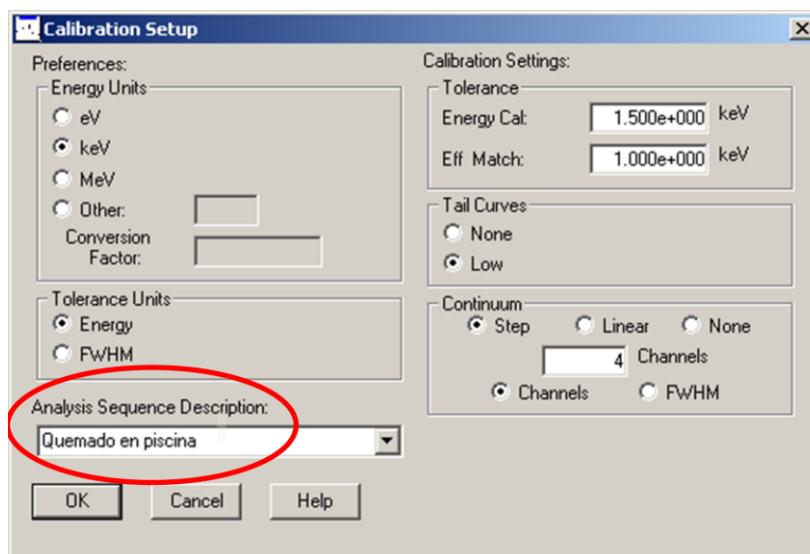 Calibration Setup
Preferences:
Energy Units
eV
keV
MeV
Other:
Conversion
Factor:
Tolerance Units
Energy
FWHM
Analysis Sequence Description:
Quemado en piscina
OK Cancel Help
Calibration Settings:
Tolerance
Energy Cal: 1.500e+000 keV
Eff Match: 1.000e+000 keV
Tail Curves
None
Low
Continuum
Step Linear None
4 Channels
Channels FWHM